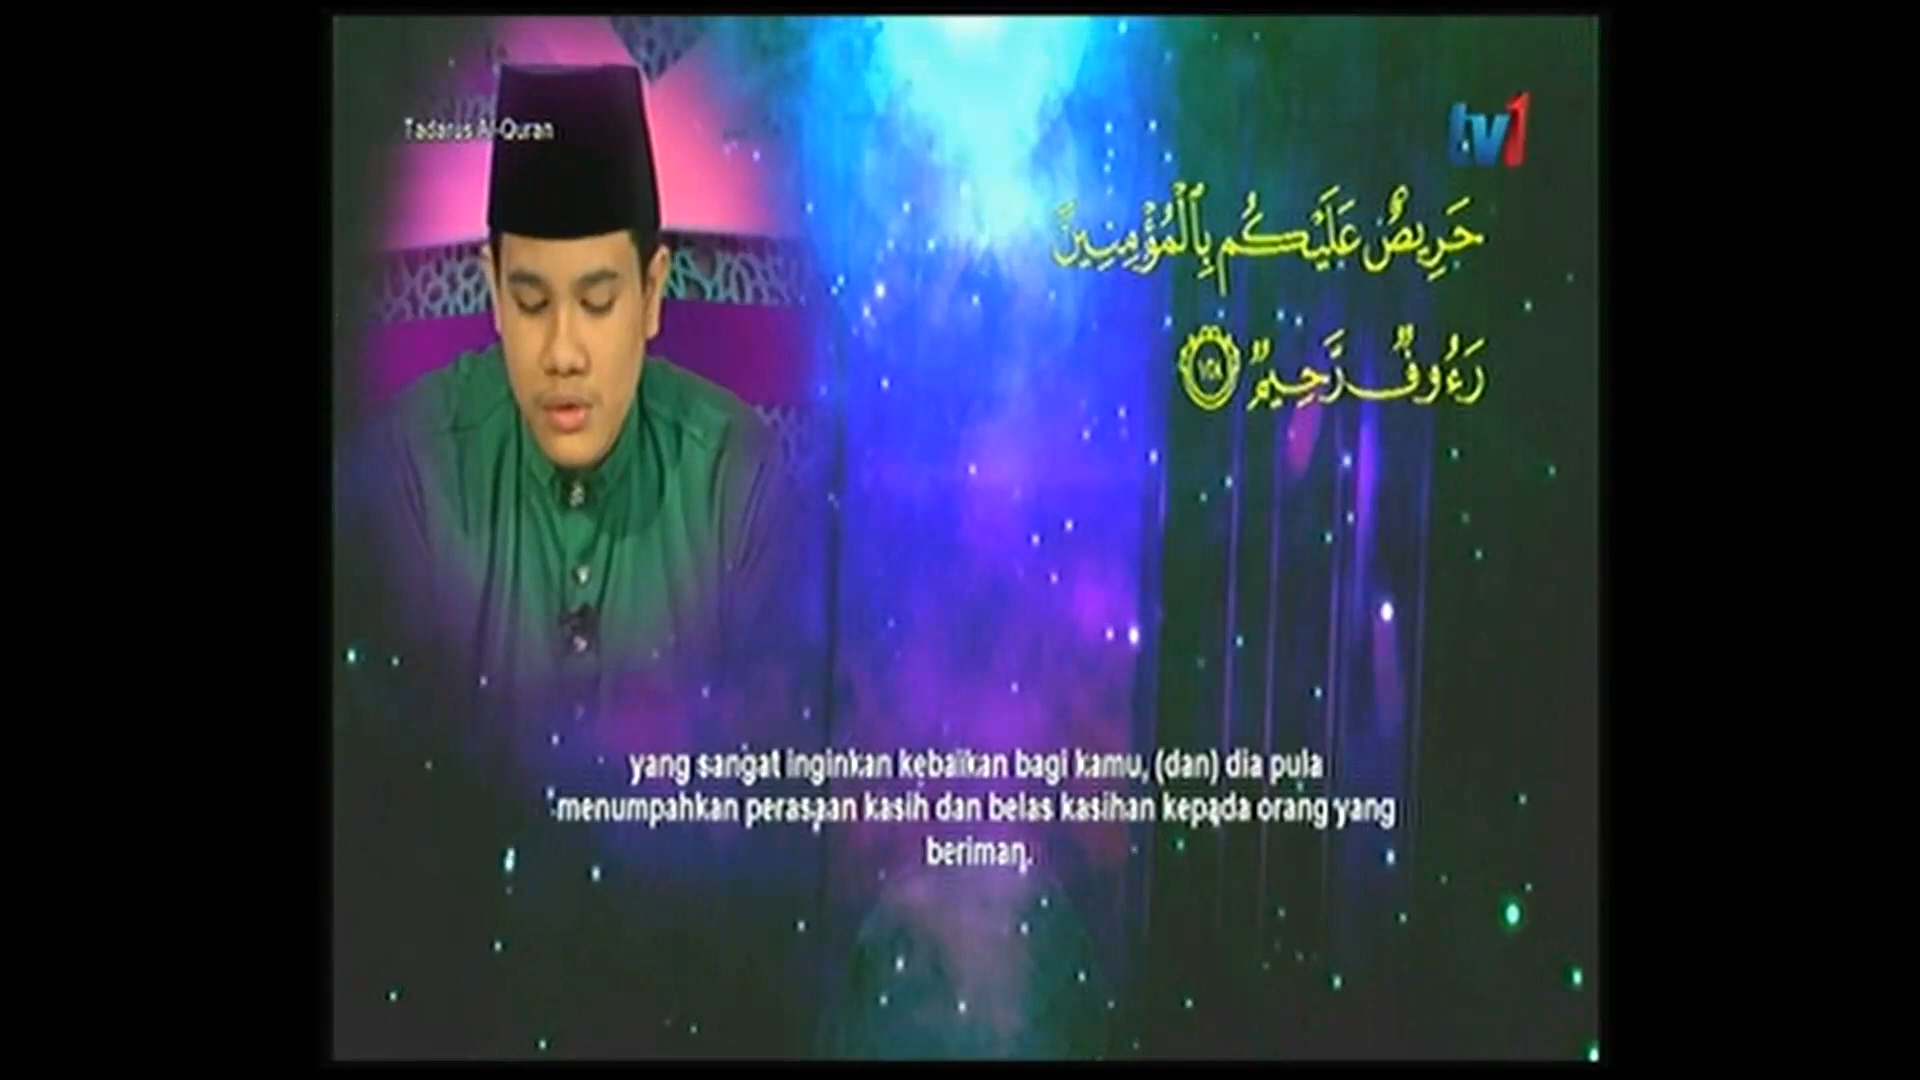 Tadarus Al-Quran
tv1
حَرِيصٌ عَلَيْكُم بِٱلْمُؤْمِنِينَ
رَءُوفٌ رَّحِيمٌ ١٢٨
yang sangat inginkan kebaikan bagi kamu, (dan) dia pula
menumpahkan perasaan kasih dan belas kasihan kepada orang yang
beriman.